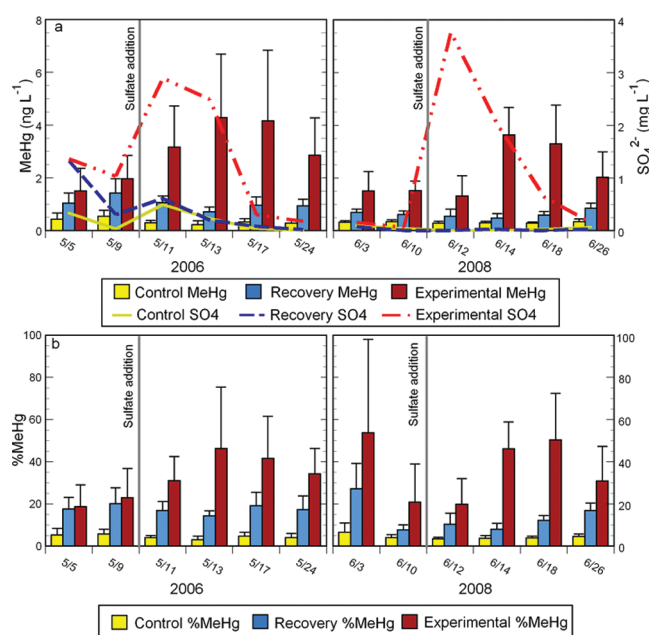 a
Sulfate addition
Sulfate addition
MeHg (ng L⁻¹)
8
6
4
2
0
SO₄²⁻ (mg L⁻¹)
4
3
2
1
0
5/5 5/9 5/11 5/13 5/17 5/24 6/3 6/10 6/12 6/14 6/18 6/26
2006 2008
Control MeHg Recovery MeHg Experimental MeHg
Control SO4 Recovery SO4 Experimental SO4
b
Sulfate addition
Sulfate addition
%MeHg
100
80
60
40
20
0
100
80
60
40
20
0
5/5 5/9 5/11 5/13 5/17 5/24 6/3 6/10 6/12 6/14 6/18 6/26
2006 2008
Control %MeHg Recovery %MeHg Experimental %MeHg